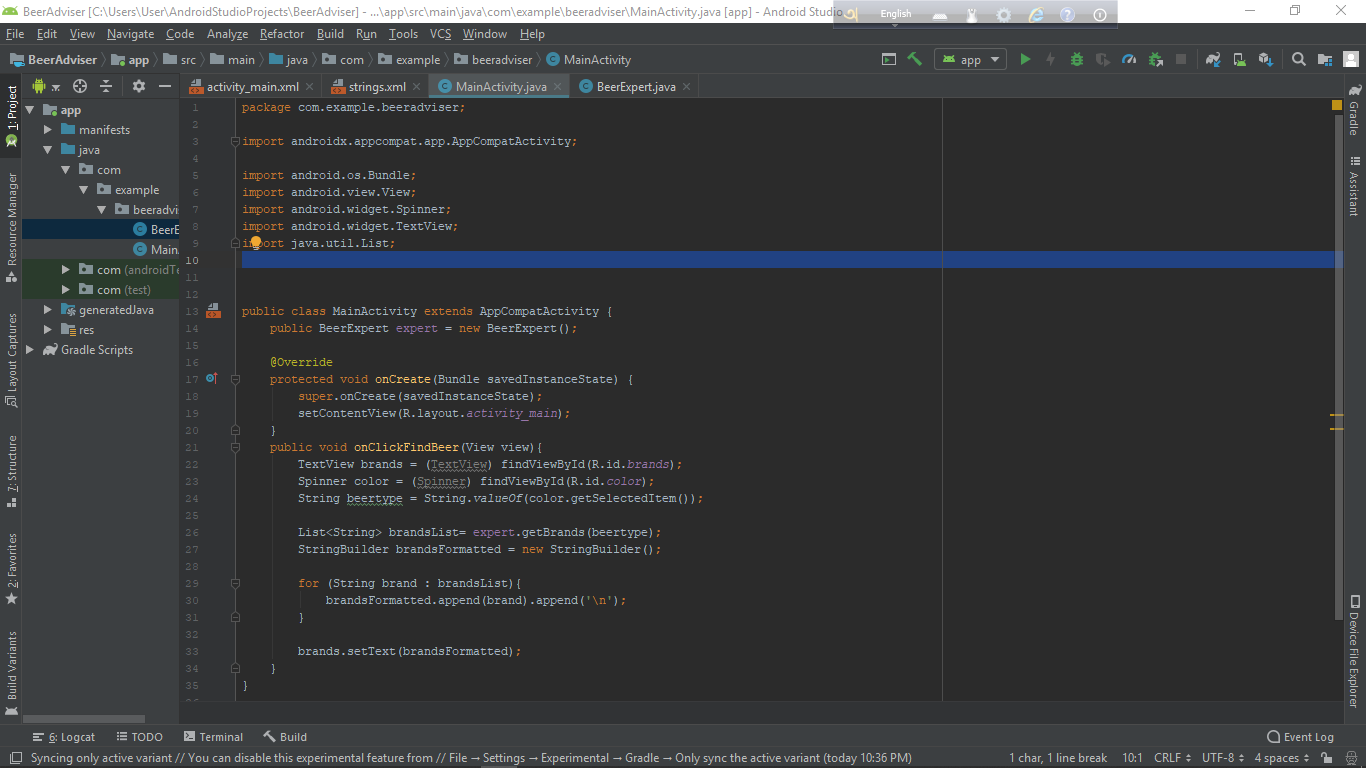 BeerAdviser [C:\Users\User\AndroidStudioProjects\BeerAdviser] - ...\app\src\main\java\com\example\beeradviser\MainActivity.java [app] - Android Studio
English
File Edit View Navigate Code Analyze Refactor Build Run Tools VCS Window Help
BeerAdviser app src main java com example beeradviser MainActivity
app
activity_main.xml strings.xml MainActivity.java BeerExpert.java
1: Project
Resource Manager
Layout Captures
7: Structure
2: Favorites
Build Variants
app
manifests
java
com
example
beeradvi
BeerE
Main
com (androidTe
com (test)
generatedJava
res
Gradle Scripts
1 package com.example.beeradviser;
2
3 import androidx.appcompat.app.AppCompatActivity;
4
5 import android.os.Bundle;
6 import android.view.View;
7 import android.widget.Spinner;
8 import android.widget.TextView;
9 import java.util.List;
10
11
12
13 public class MainActivity extends AppCompatActivity {
14 public BeerExpert expert = new BeerExpert();
15
16 @Override
17 protected void onCreate(Bundle savedInstanceState) {
18 super.onCreate(savedInstanceState);
19 setContentView(R.layout.activity_main);
20 }
21 public void onClickFindBeer(View view){
22 TextView brands = (TextView) findViewById(R.id.brands);
23 Spinner color = (Spinner) findViewById(R.id.color);
24 String beertype = String.valueOf(color.getSelectedItem());
25
26 List<String> brandsList= expert.getBrands(beertype);
27 StringBuilder brandsFormatted = new StringBuilder();
28
29 for (String brand : brandsList){
30 brandsFormatted.append(brand).append('\n');
31 }
32
33 brands.setText(brandsFormatted);
34 }
35 }
Gradle
Assistant
Device File Explorer
6: Logcat TODO Terminal Build Event Log
Syncing only active variant // You can disable this experimental feature from // File → Settings → Experimental → Gradle → Only sync the active variant (today 10:36 PM) 1 char, 1 line break 10:1 CRLF UTF-8 4 spaces